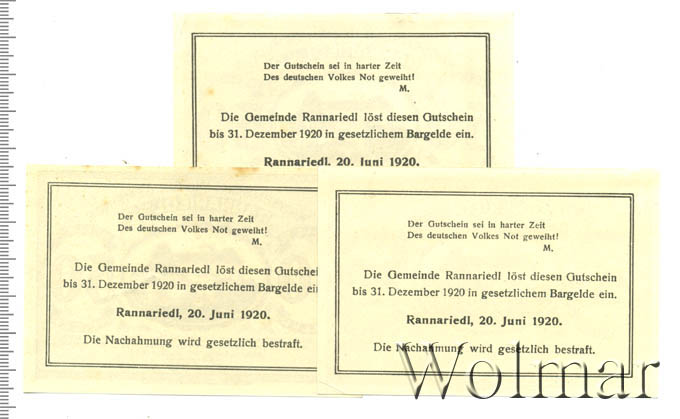 Der Gutschein sei in harter Zeit
Des deutschen Volkes Not geweiht!
M.
Die Gemeinde Rannariedl löst diesen Gutschein
bis 31. Dezember 1920 in gesetzlichem Bargelde ein.
Rannariedl, 20. Juni 1920.
Der Gutschein sei in harter Zeit
Des deutschen Volkes Not geweiht!
M.
Die Gemeinde Rannariedl löst diesen Gutschei
bis 31. Dezember 1920 in gesetzlichem Bargelde ein
Rannariedl, 20. Juni 1920.
Die Nachahmung wird gesetzlich bestraft.
Der Gutschein sei in harter Zeit
Des deutschen Volkes Not geweiht!
M.
Die Gemeinde Rannariedl löst diesen Gutschein
bis 31. Dezember 1920 in gesetzlichem Bargelde ein.
Rannariedl, 20. Juni 1920.
Die Nachahmung wird gesetzlich bestraft.
Wolmar